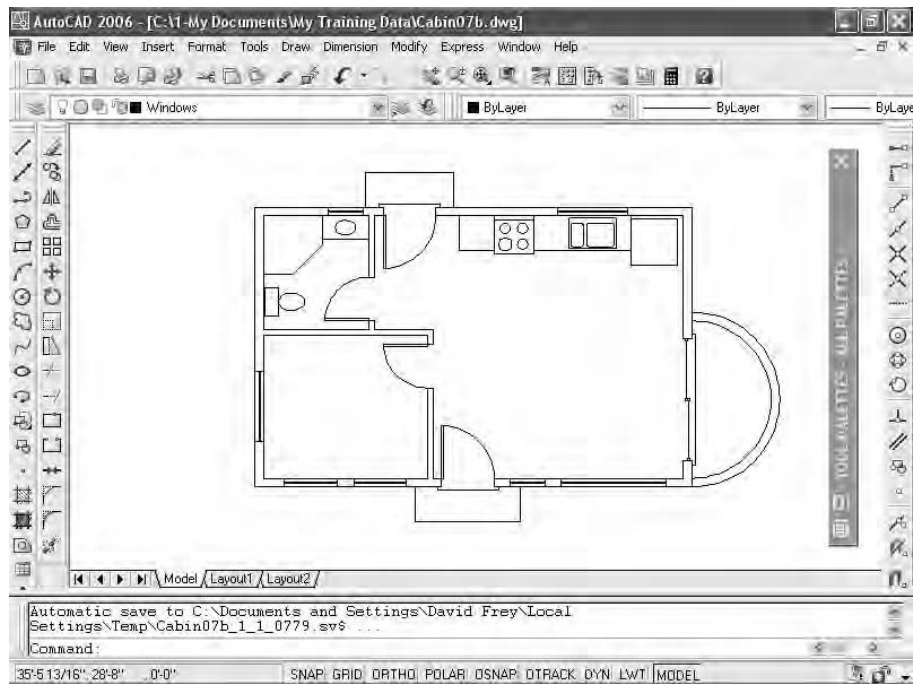 AutoCAD 2006 - [C:\1-My Documents\My Training Data\Cabin07b.dwg]
File Edit View Insert Format Tools Draw Dimension Modify Express Window Help
Windows ByLayer ByLayer ByLaye
TOOL PALETTES - ALL PALETTES
Model Layout1 Layout2
Automatic save to C:\Documents and Settings\David Frey\Local
Settings\Temp\Cabin07b_1_1_0779.sv$ ...
Command:
35'-5 13/16", 28'-8" , 0'-0" SNAP GRID ORTHO POLAR OSNAP OTRACK DYN LWT MODEL